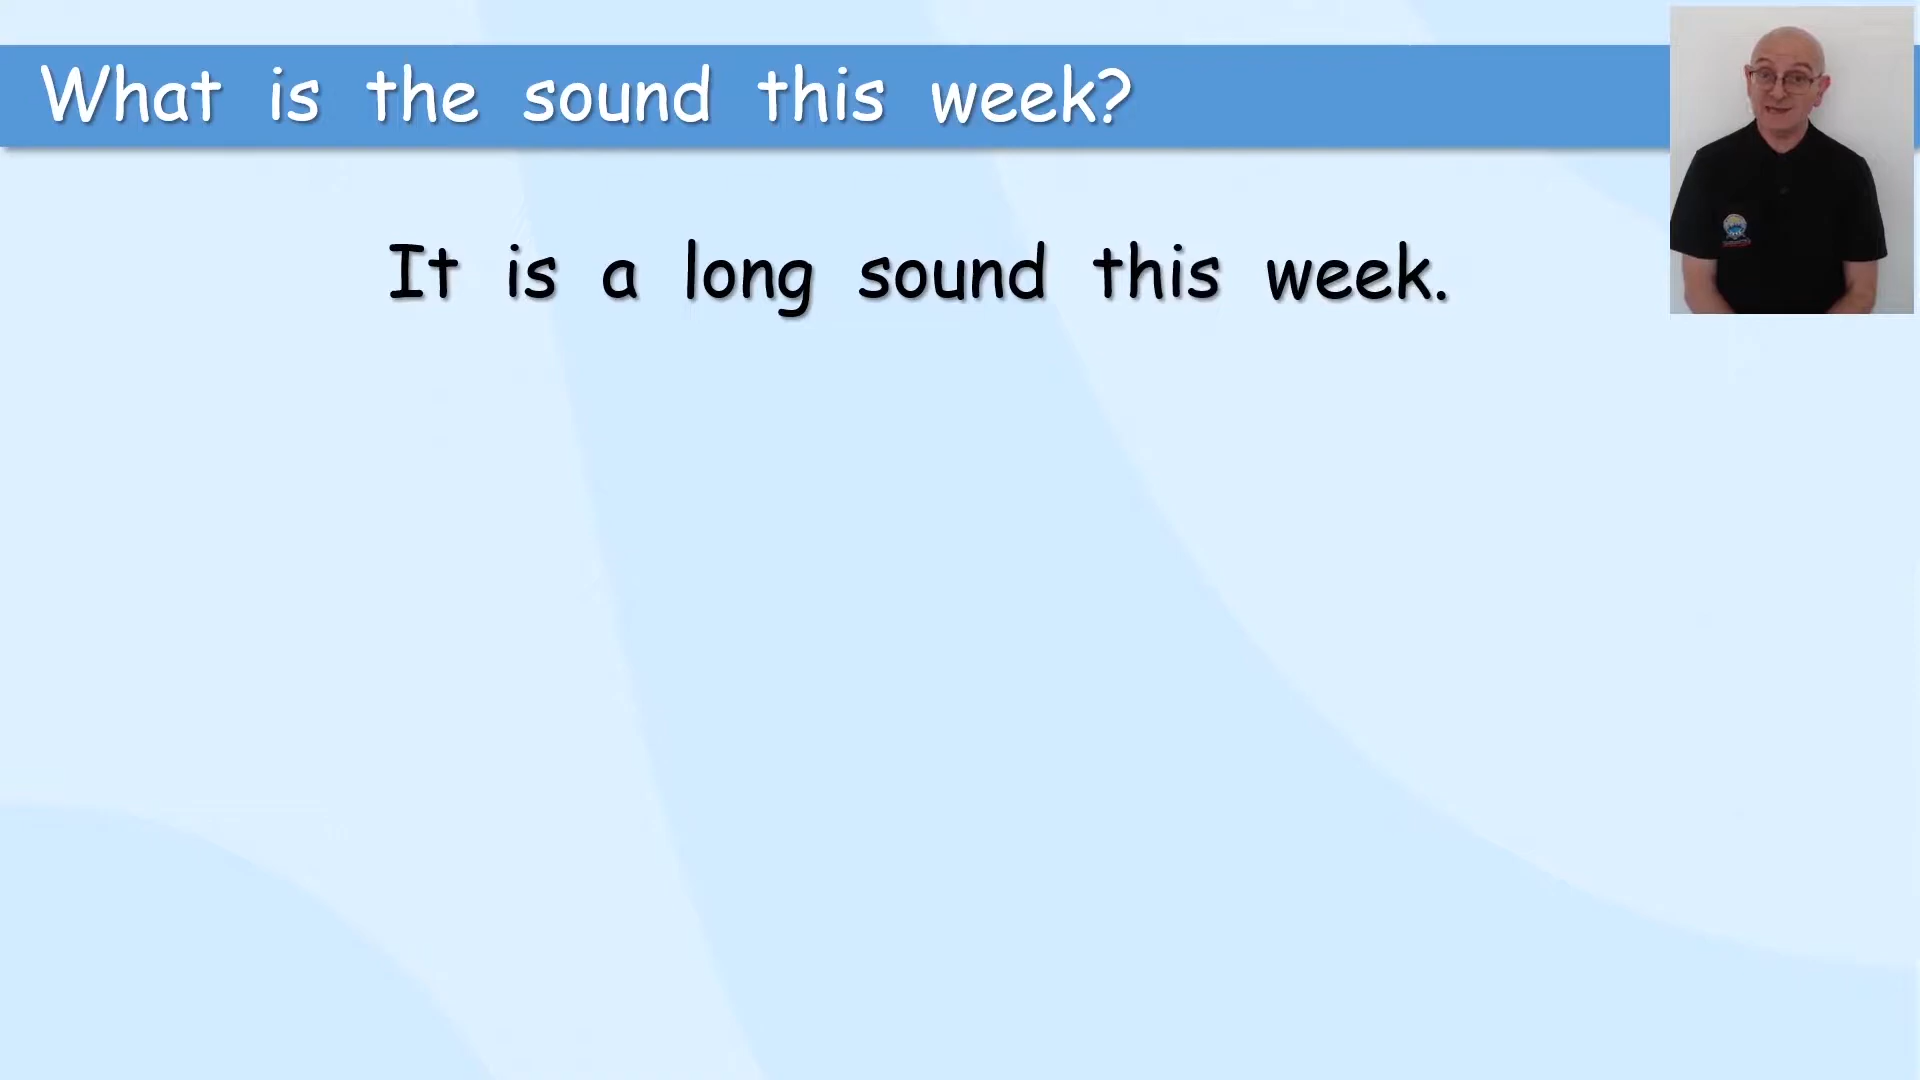 What is the sound this week?
It is a long sound this week.